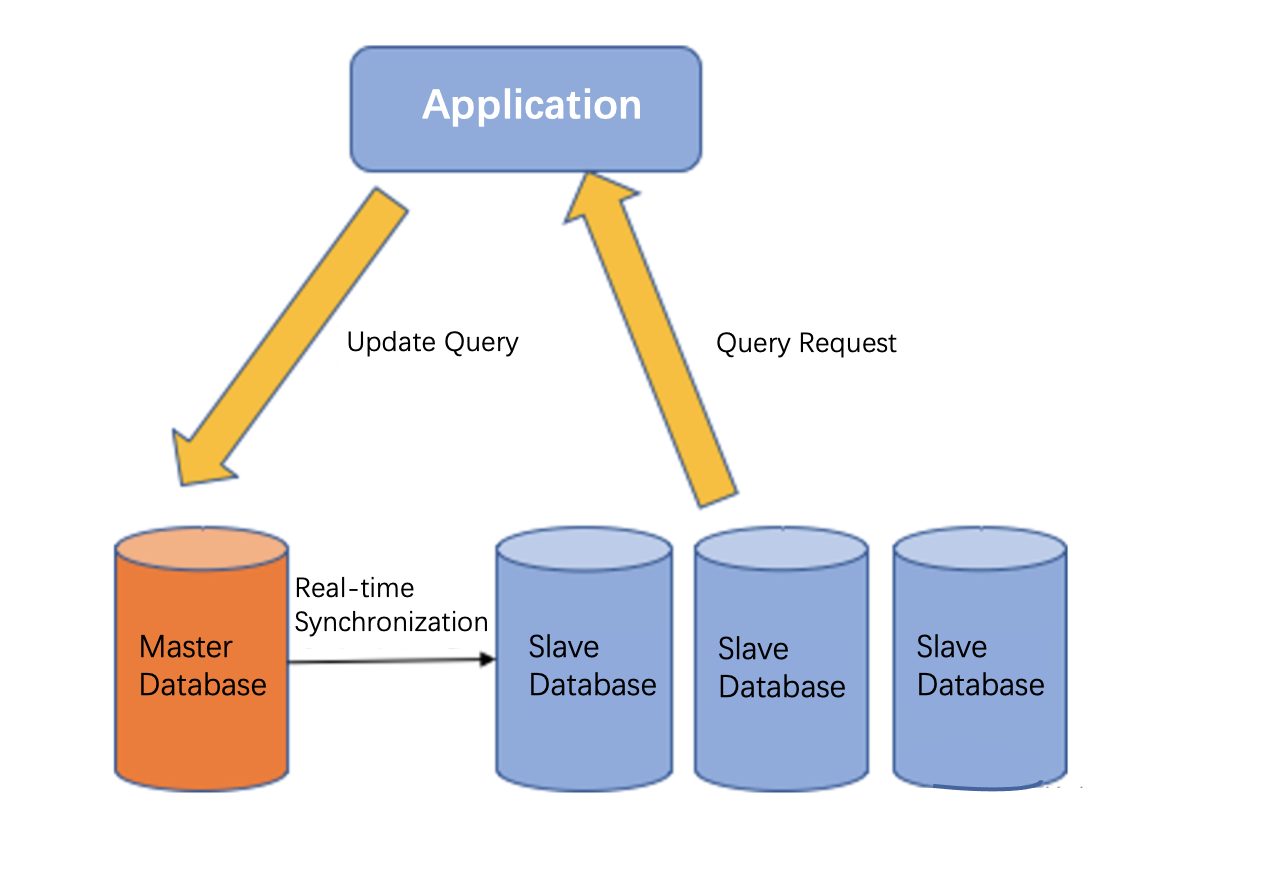 Application
Update Query
Query Request
Real-time
Synchronization
Master
Database
Slave
Database
Slave
Database
Slave
Database